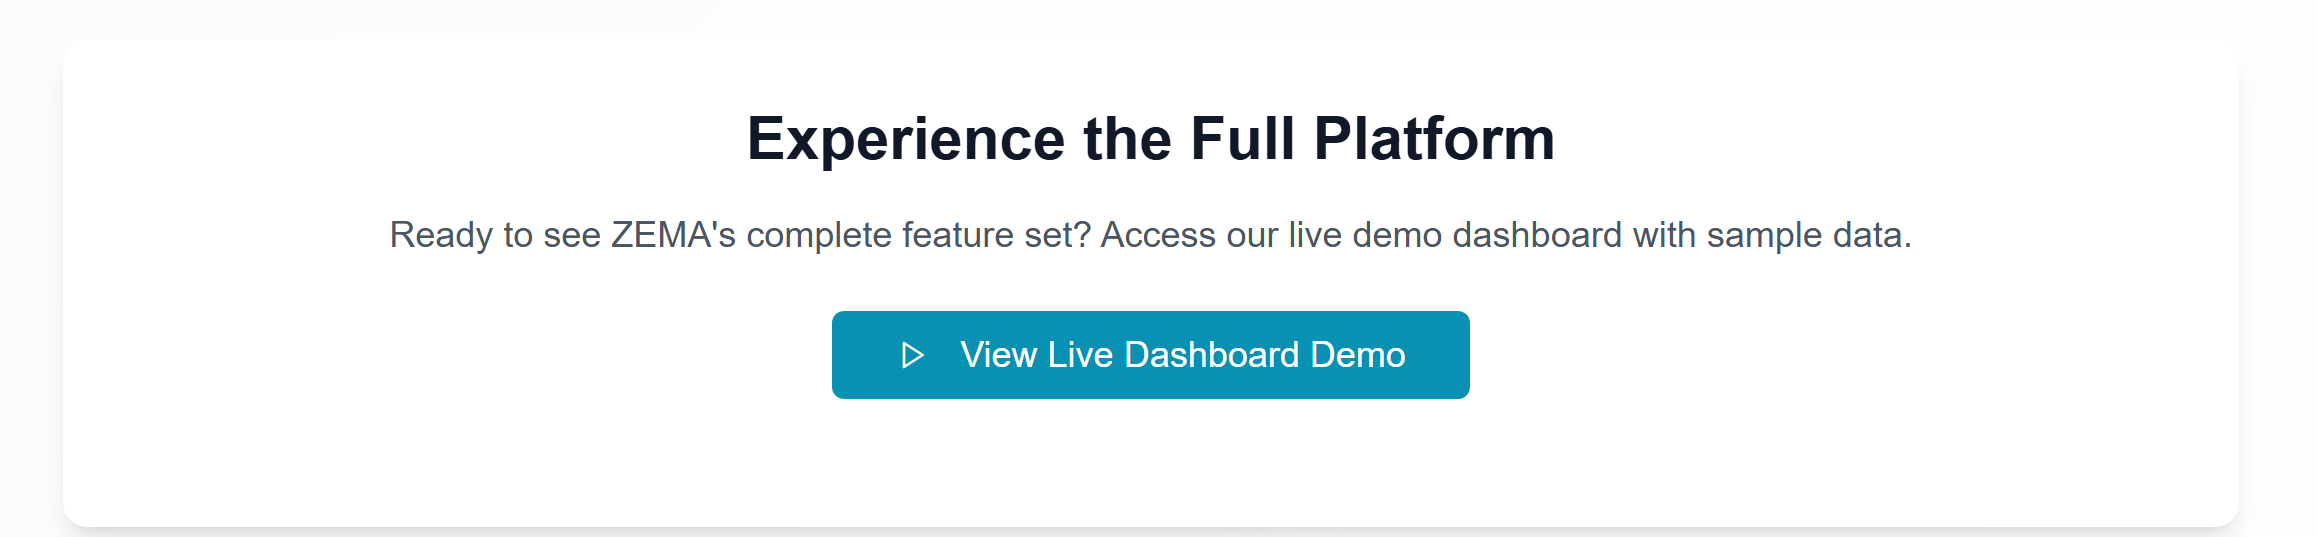 Experience the Full Platform
Ready to see ZEMA's complete feature set? Access our live demo dashboard with sample data.
View Live Dashboard Demo